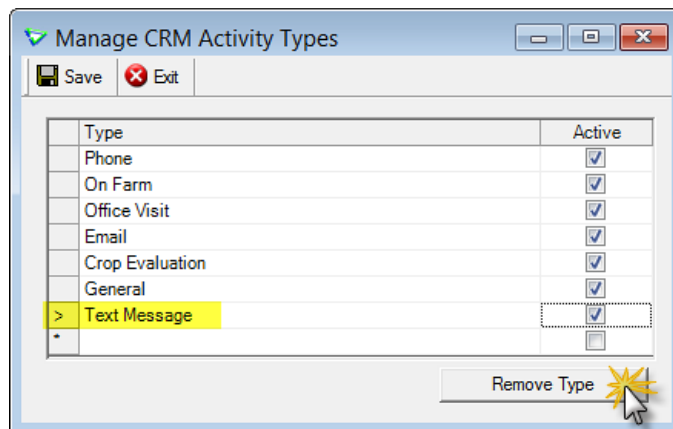 Manage CRM Activity Types
Save Exit
Type Active
Phone
On Farm
Office Visit
Email
Crop Evaluation
General
> Text Message
*
Remove Type